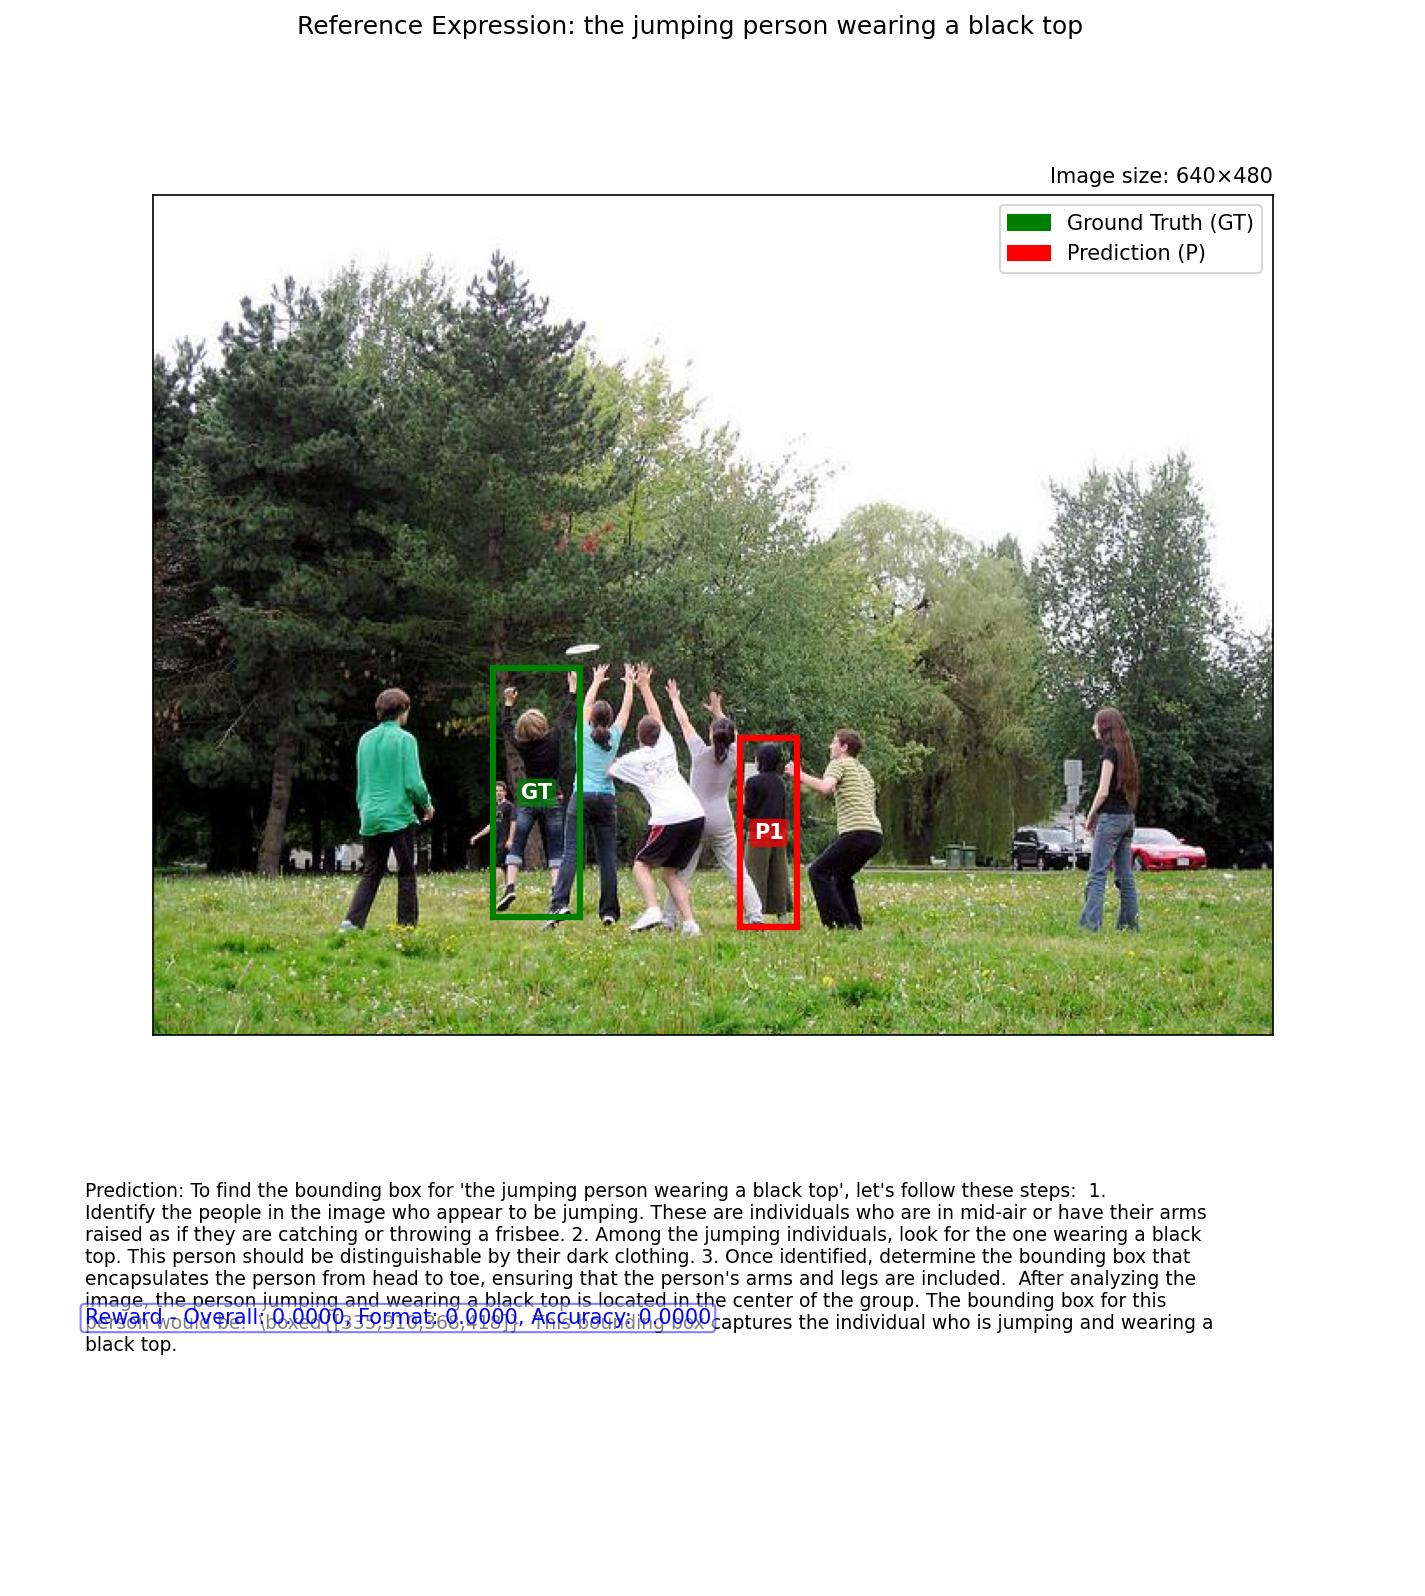 Reference Expression: the jumping person wearing a black top
Image size: 640×480
Ground Truth (GT)
Prediction (P)
GT
P1
Prediction: To find the bounding box for 'the jumping person wearing a black top', let's follow these steps:  1.
Identify the people in the image who appear to be jumping. These are individuals who are in mid-air or have their arms
raised as if they are catching or throwing a frisbee. 2. Among the jumping individuals, look for the one wearing a black
top. This person should be distinguishable by their dark clothing. 3. Once identified, determine the bounding box that
encapsulates the person from head to toe, ensuring that the person's arms and legs are included.  After analyzing the
image, the person jumping and wearing a black top is located in the center of the group. The bounding box for this
Reward - Overall: 0.0000, Format: 0.0000, Accuracy: 0.0000
person would be:  \boxed{[335,310,368,418]}  This bounding box captures the individual who is jumping and wearing a
black top.